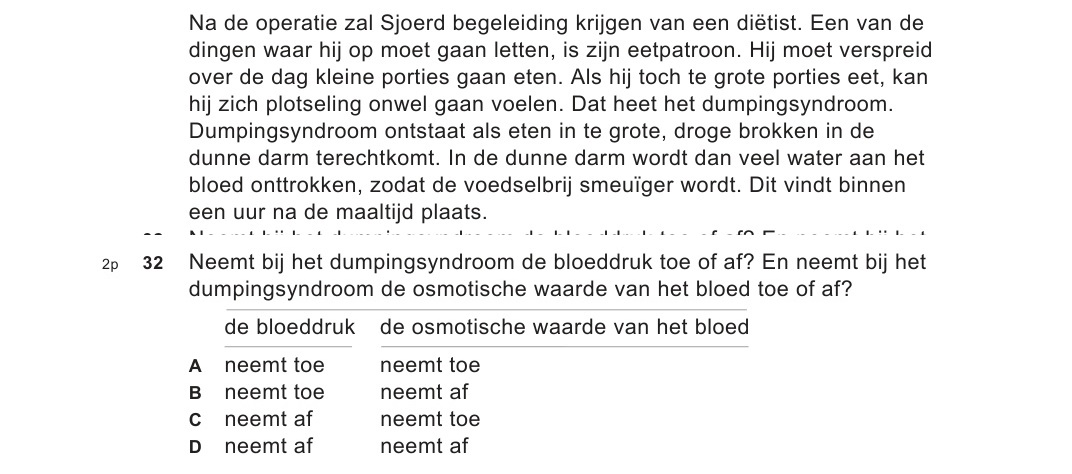 Na de operatie zal Sjoerd begeleiding krijgen van een diëtist. Een van de
dingen waar hij op moet gaan letten, is zijn eetpatroon. Hij moet verspreid
over de dag kleine porties gaan eten. Als hij toch te grote porties eet, kan
hij zich plotseling onwel gaan voelen. Dat heet het dumpingsyndroom.
Dumpingsyndroom ontstaat als eten in te grote, droge brokken in de
dunne darm terechtkomt. In de dunne darm wordt dan veel water aan het
bloed onttrokken, zodat de voedselbrij smeuïger wordt. Dit vindt binnen
een uur na de maaltijd plaats.
2p 32 Neemt bij het dumpingsyndroom de bloeddruk toe of af? En neemt bij het
dumpingsyndroom de osmotische waarde van het bloed toe of af?
de bloeddruk de osmotische waarde van het bloed
A neemt toe neemt toe
B neemt toe neemt af
C neemt af neemt toe
D neemt af neemt af